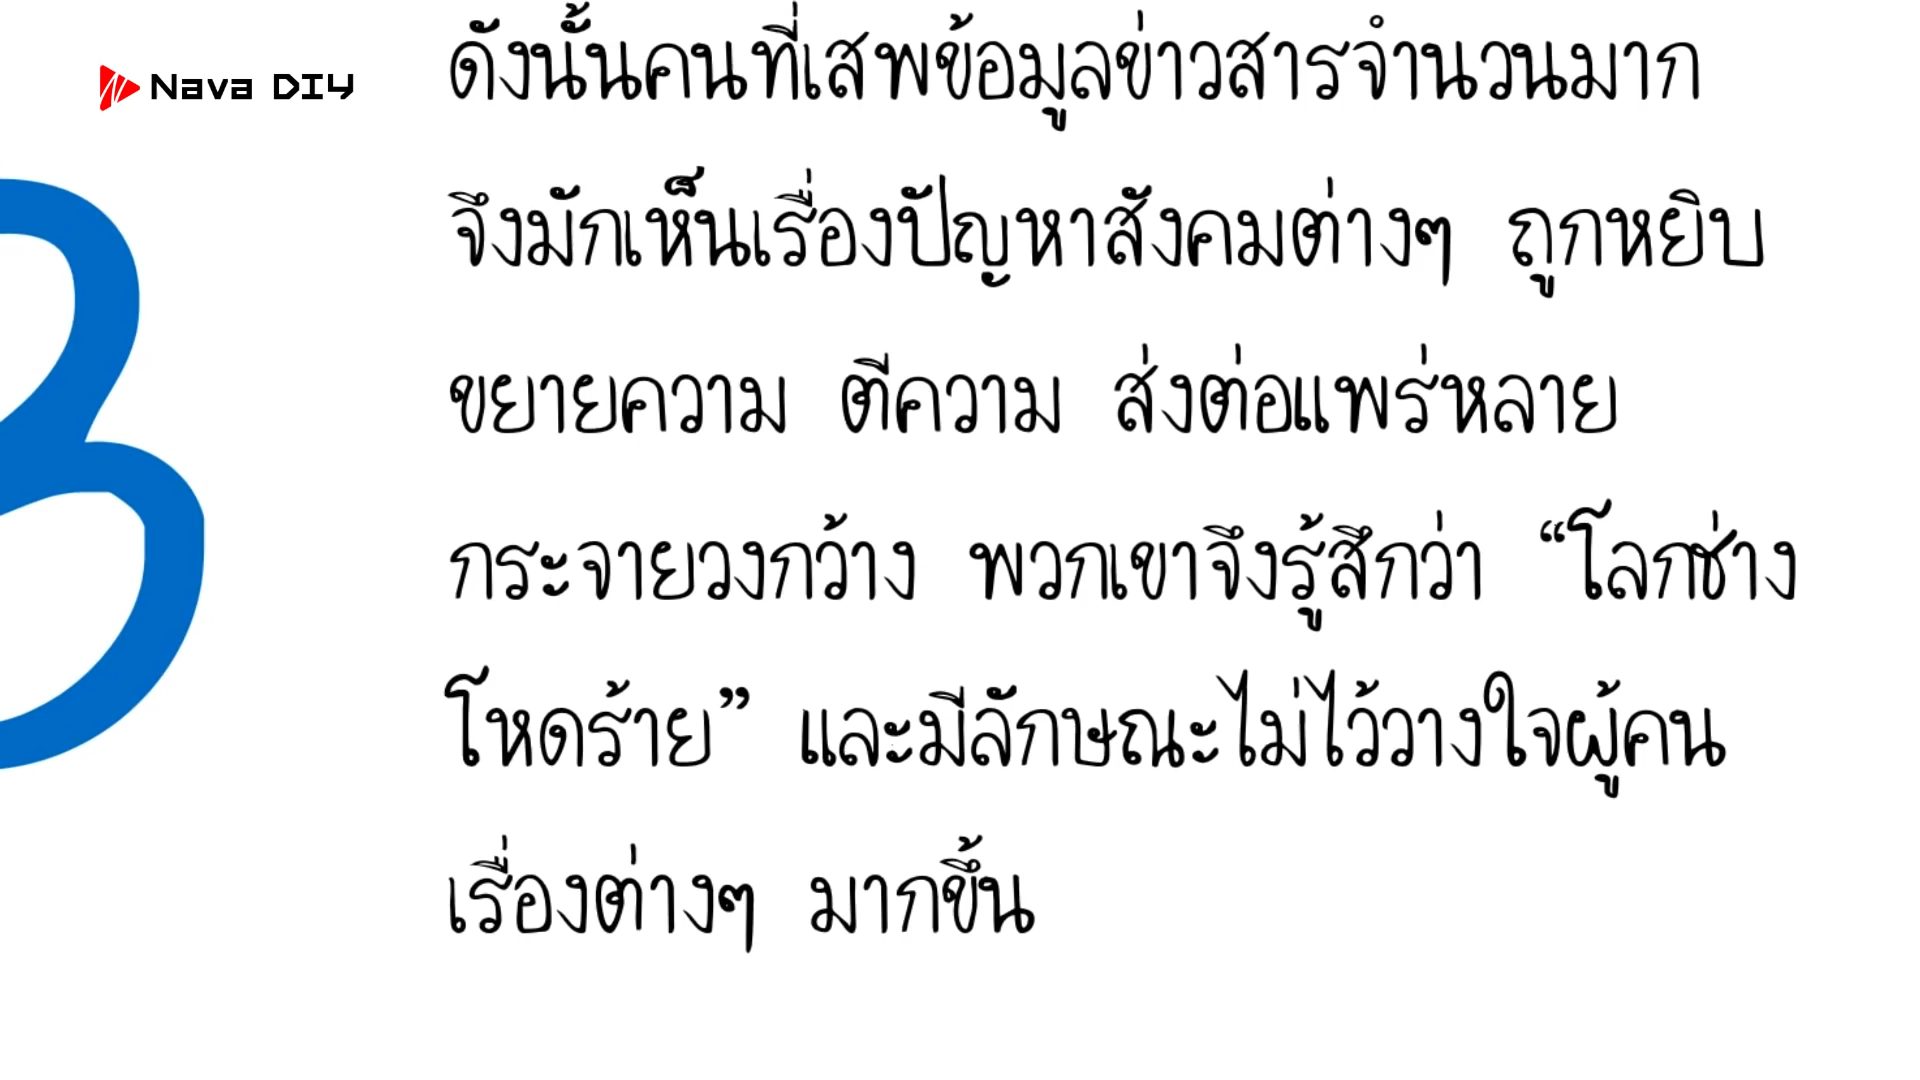 Nava DIY
ดังนั้นคนที่เสพข้อมูลข่าวสารจำนวนมาก
จึงมักเห็นเรื่องปัญหาสังคมต่างๆ ถูกหยิบ
ขยายความ ตีความ ส่งต่อแพร่หลาย
กระจายวงกว้าง พวกเขาจึงรู้สึกว่า “โลกช่าง
โหดร้าย” และมีลักษณะไม่ไว้วางใจผู้คน
เรื่องต่างๆ มากขึ้น